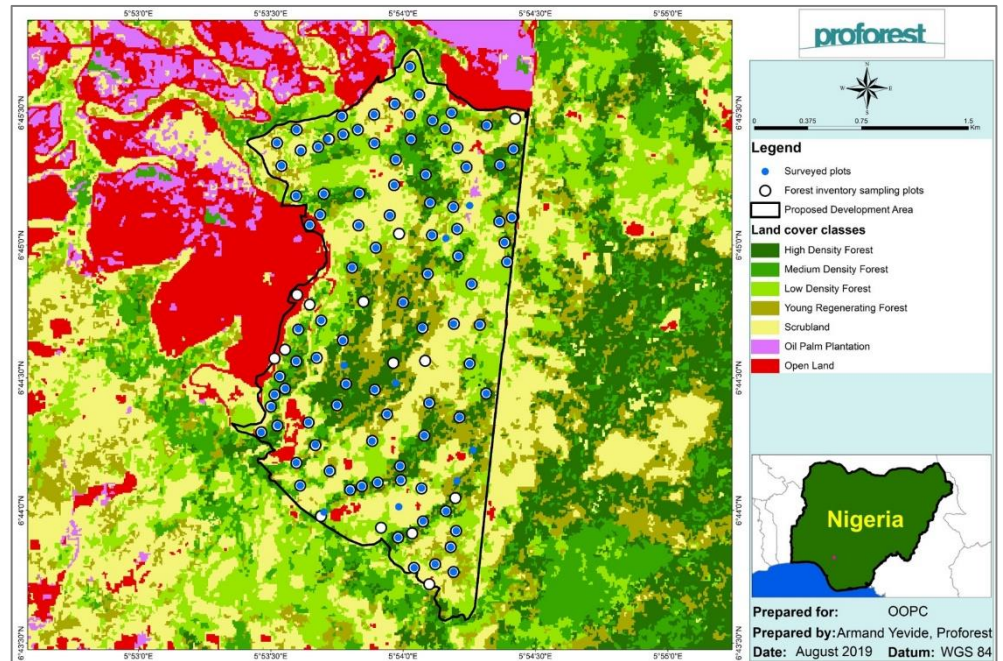 5°53'0"E 5°53'30"E 5°54'0"E 5°54'30"E 5°55'0"E
proforest
N
W E
S
0 0.375 0.75 1.5
Km
Legend
Surveyed plots
Forest inventory sampling plots
Proposed Development Area
Land cover classes
High Density Forest
Medium Density Forest
Low Density Forest
Young Regenerating Forest
Scrubland
Oil Palm Plantation
Open Land
6°45'30"N 6°45'30"N
6°45'0"N 6°45'0"N
6°44'30"N 6°44'30"N
6°44'0"N 6°44'0"N
6°43'30"N 6°43'30"N
5°53'0"E 5°53'30"E 5°54'0"E 5°54'30"E 5°55'0"E
Nigeria
Prepared for: OOPC
Prepared by: Armand Yevide, Proforest
Date: August 2019 Datum: WGS 84